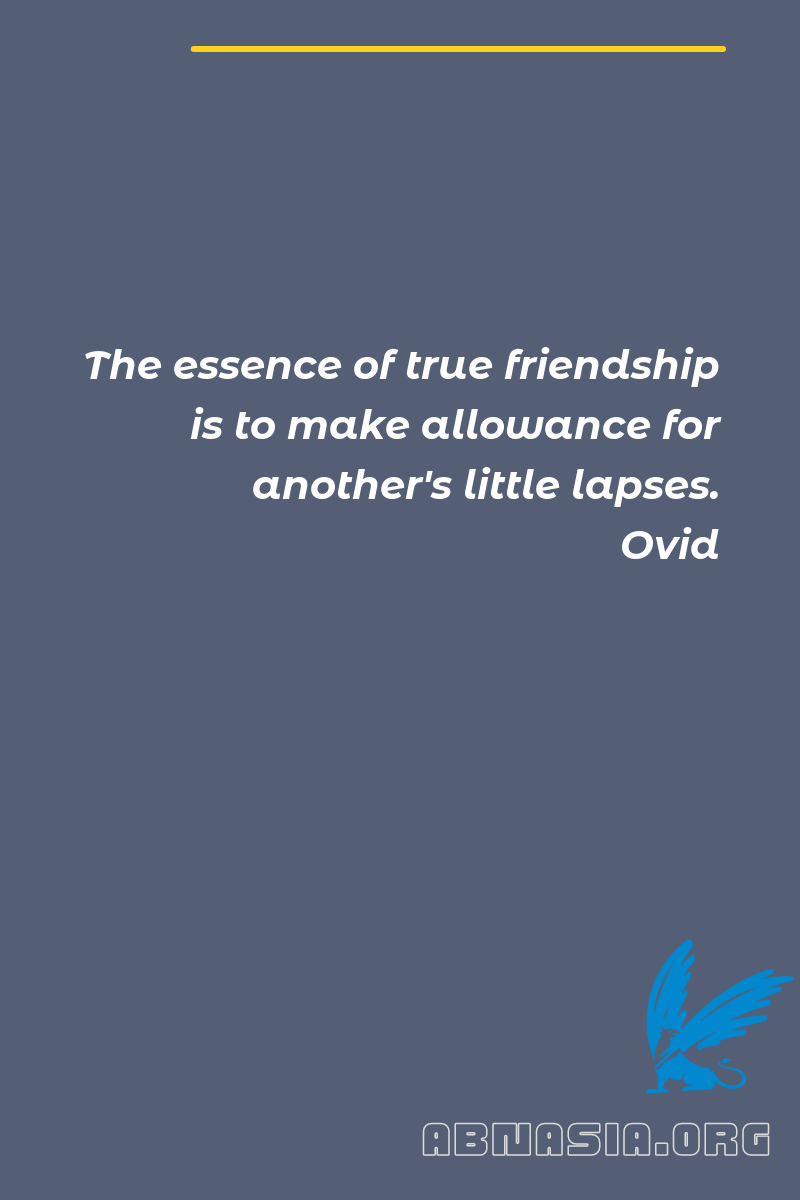 The essence of true friendship
is to make allowance for
another's little lapses.
Ovid
ABNASIA.ORG